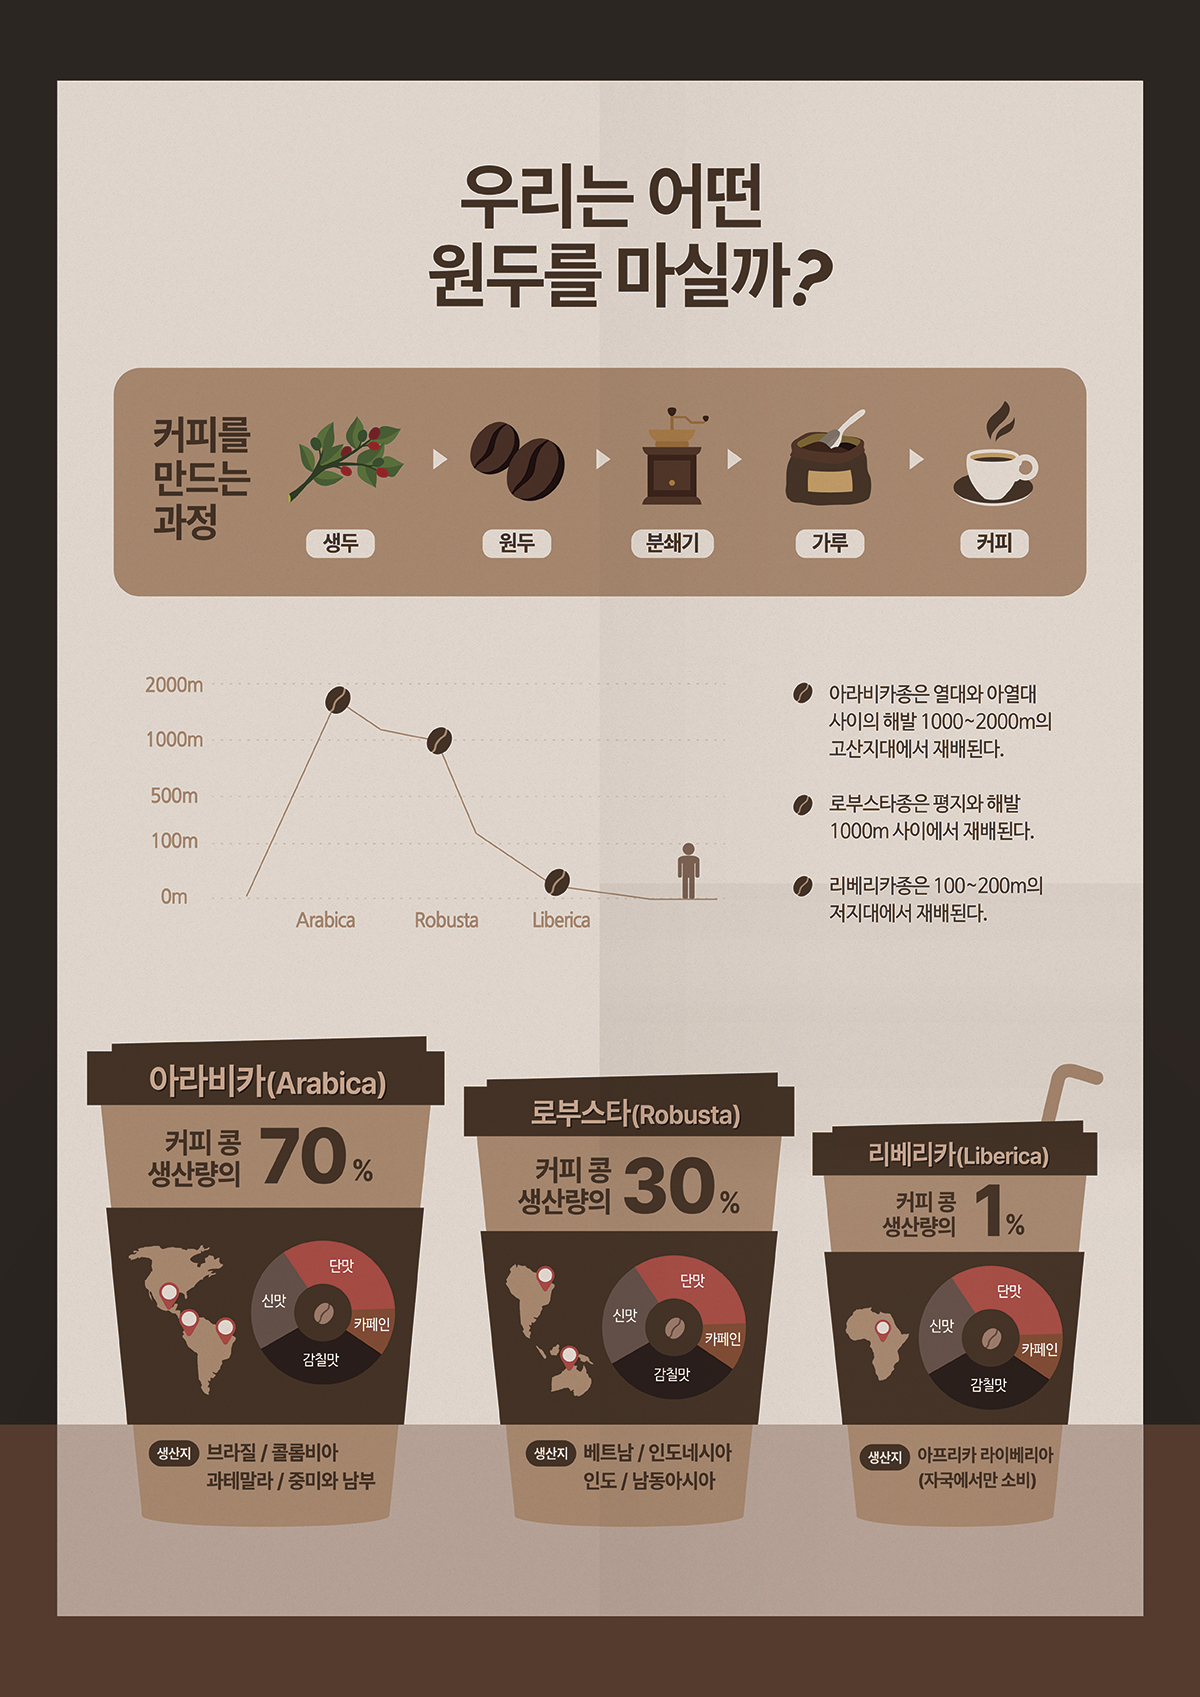 우리는 어떤
원두를 마실까?
커피를
만드는
과정
생두
원두
분쇄기
가루
커피
2000m
1000m
500m
100m
0m
Arabica
Robusta
Liberica
아라비카종은 열대와 아열대
사이의 해발 1000~2000m의
고산지대에서 재배된다.
로부스타종은 평지와 해발
1000m 사이에서 재배된다.
리베리카종은 100~200m의
저지대에서 재배된다.
아라비카(Arabica)
커피 콩
생산량의 70%
단맛
신맛
카페인
감칠맛
생산지 브라질 / 콜롬비아
과테말라 / 중미와 남부
로부스타(Robusta)
커피 콩
생산량의 30%
단맛
신맛
카페인
감칠맛
생산지 베트남 / 인도네시아
인도 / 남동아시아
리베리카(Liberica)
커피 콩
생산량의 1%
단맛
신맛
카페인
감칠맛
생산지 아프리카 라이베리아
(자국에서만 소비)